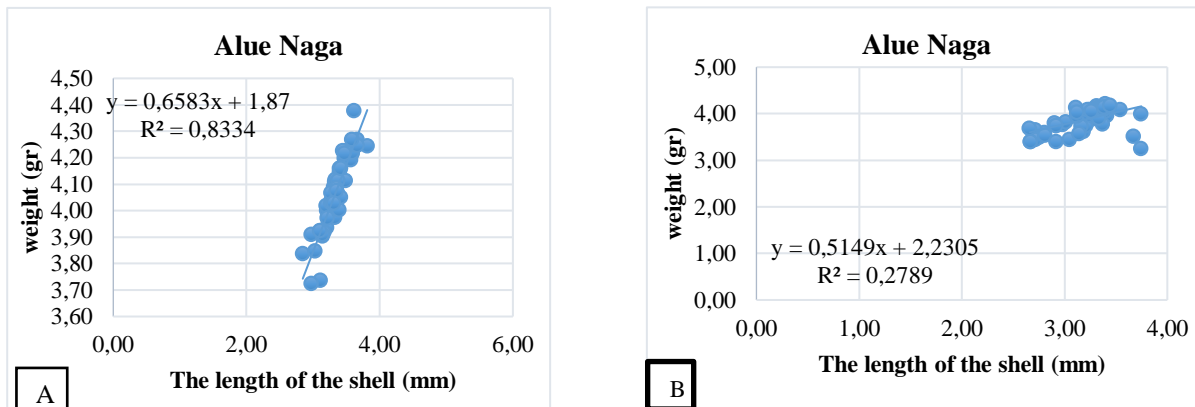 Alue Naga
4,50
4,40
4,30
4,20
4,10
4,00
3,90
3,80
3,70
3,60
y = 0,6583x + 1,87
R² = 0,8334
weight (gr)
0,00 2,00 4,00 6,00
The length of the shell (mm)
A
Alue Naga
5,00
4,00
3,00
2,00
1,00
0,00
y = 0,5149x + 2,2305
R² = 0,2789
weight (gr)
0,00 1,00 2,00 3,00 4,00
The length of the shell (mm)
B